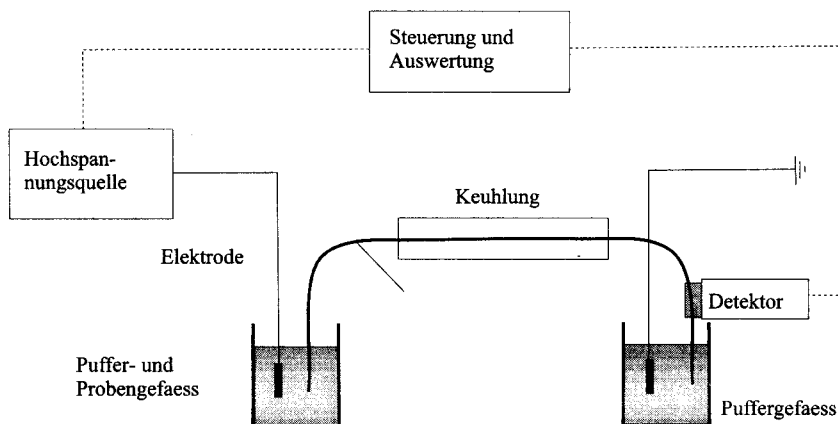 Steuerung und
Auswertung
Hochspan-
nungsquelle
Keuhlung
Elektrode
Detektor
Puffer- und
Probengefaess
Puffergefaess